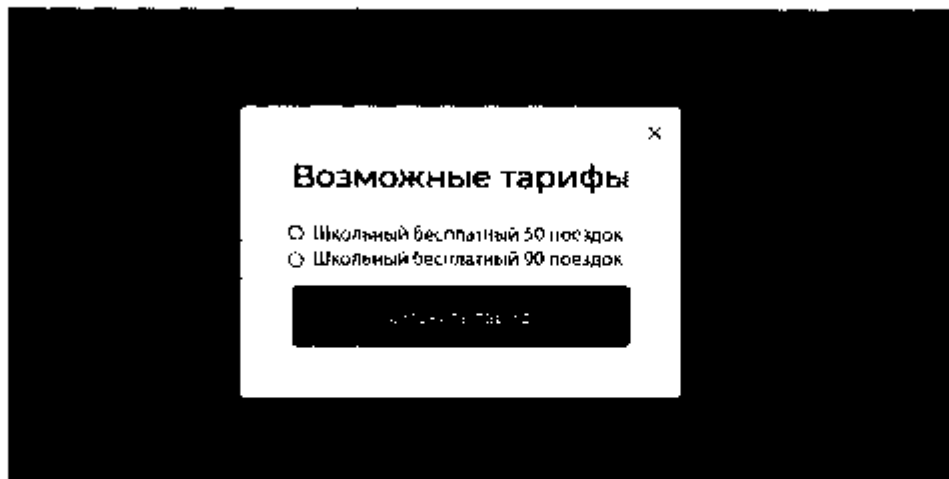 Возможные тарифы
Школьный бесплатный 50 поездок
Школьный бесплатный 90 поездок